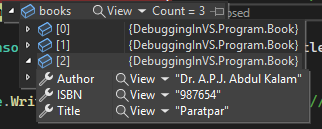 books View Count = 3 posed
[0] {DebuggingInVS.Program.Book}
[1] {DebuggingInVS.Program.Book}
[2] {DebuggingInVS.Program.Book}
Author View "Dr. A.P.J. Abdul Kalam"
ISBN View "987654"
Title View "Paratpar"